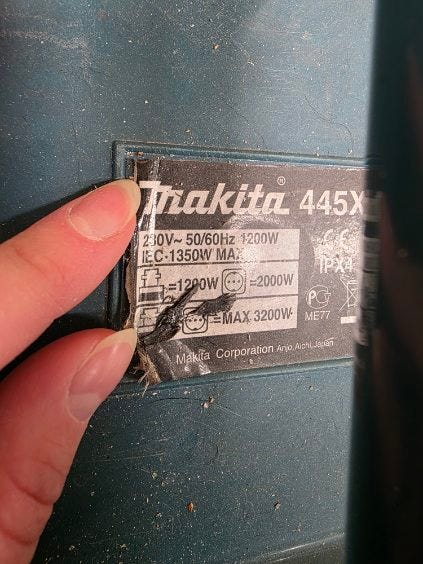 makita® 445X
230V~ 50/60Hz 1200W
IEC-1350W MAX
=1200W =2000W
=MAX 3200W
IPX4
ME77
Makita Corporation Anjo, Aichi, Japan